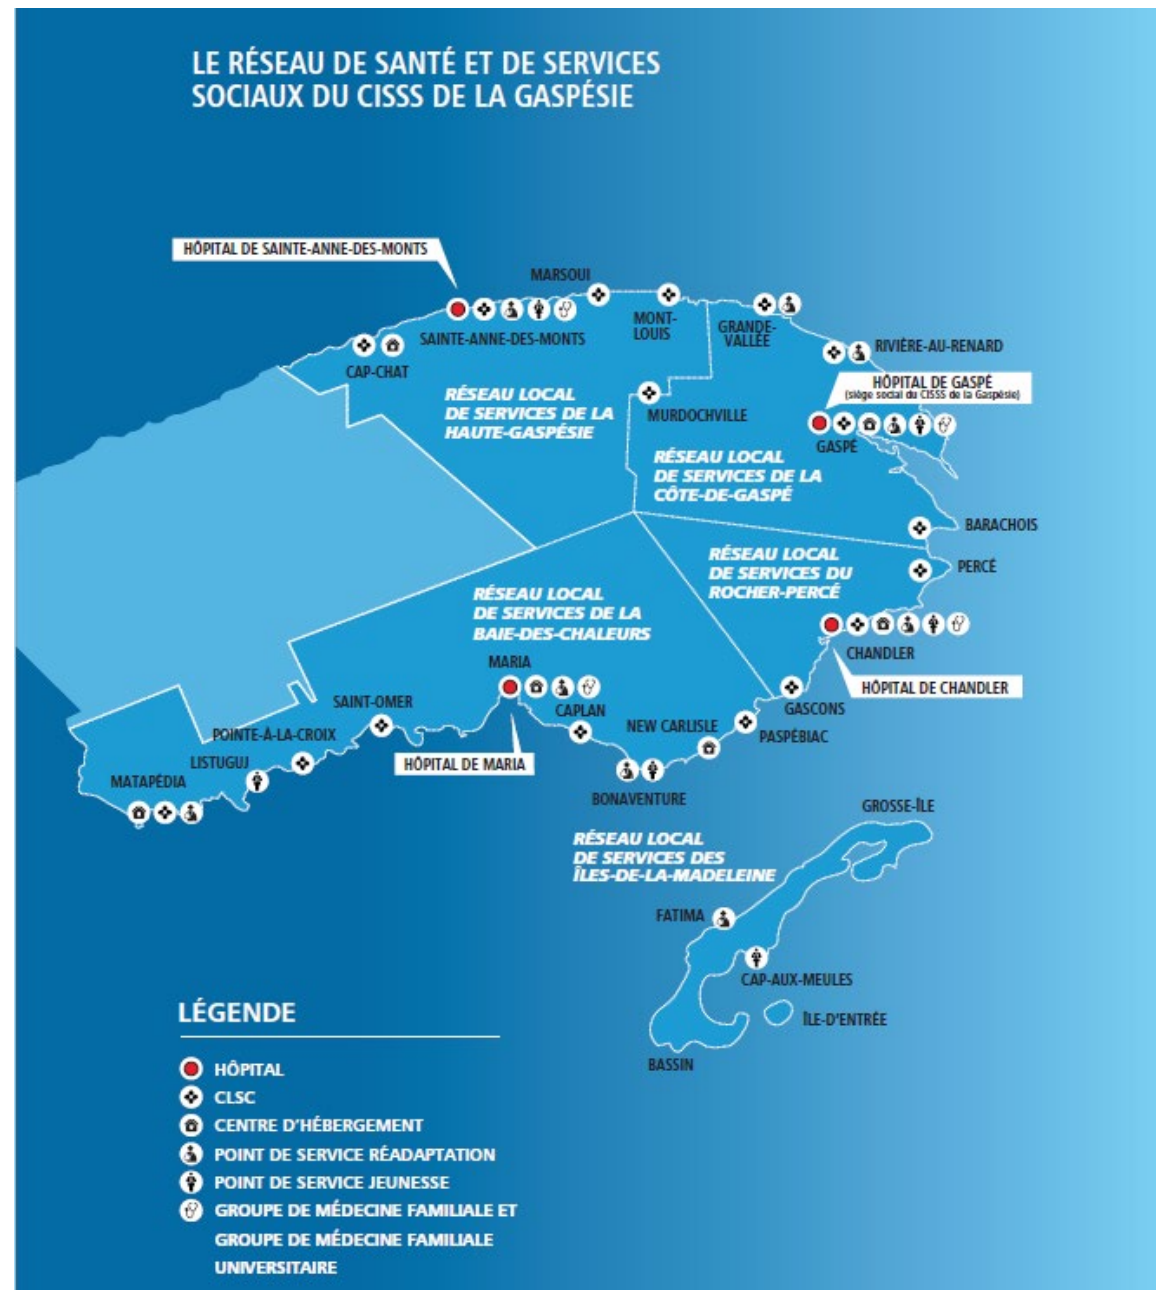 LE RÉSEAU DE SANTÉ ET DE SERVICES
SOCIAUX DU CISSS DE LA GASPÉSIE
HÔPITAL DE SAINTE-ANNE-DES-MONTS
MARSOUI
MONT-
LOUIS
GRANDE-
VALLÉE
SAINTE-ANNE-DES-MONTS
RIVIÈRE-AU-RENARD
CAP-CHAT
HÔPITAL DE GASPÉ
(siège social du CISSS de la Gaspésie)
RÉSEAU LOCAL
DE SERVICES DE LA
HAUTE-GASPÉSIE
MURDOCHVILLE
GASPÉ
RÉSEAU LOCAL
DE SERVICES DE LA
CÔTE-DE-GASPÉ
BARACHOIS
PERCÉ
RÉSEAU LOCAL
DE SERVICES DU
ROCHER-PERCÉ
RÉSEAU LOCAL
DE SERVICES DE LA
BAIE-DES-CHALEURS
CHANDLER
HÔPITAL DE CHANDLER
MARIA
CAPLAN
GASCONS
SAINT-OMER
NEW CARLISLE
PASPÉBIAC
POINTE-À-LA-CROIX
LISTUGUJ
HÔPITAL DE MARIA
MATAPÉDIA
BONAVENTURE
GROSSE-ÎLE
RÉSEAU LOCAL
DE SERVICES DES
ÎLES-DE-LA-MADELEINE
FATIMA
CAP-AUX-MEULES
ÎLE-D'ENTRÉE
BASSIN
LÉGENDE
HÔPITAL
CLSC
CENTRE D'HÉBERGEMENT
POINT DE SERVICE RÉADAPTATION
POINT DE SERVICE JEUNESSE
GROUPE DE MÉDECINE FAMILIALE ET
GROUPE DE MÉDECINE FAMILIALE
UNIVERSITAIRE